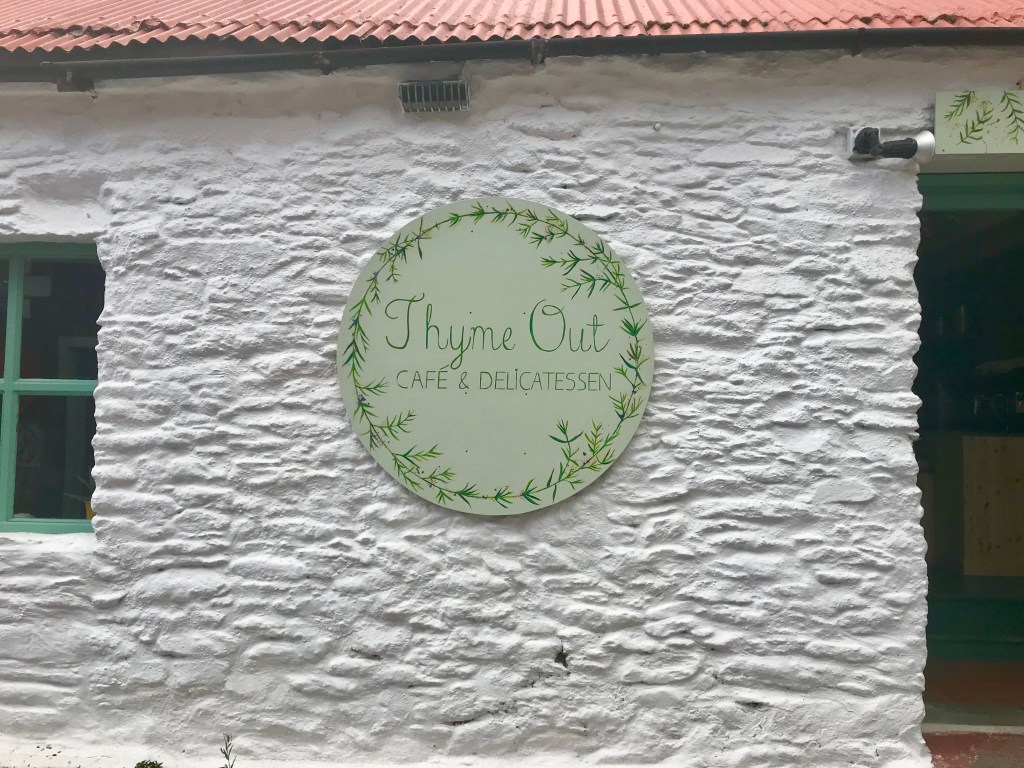 Thyme Out
CAFÉ & DELICATESSEN